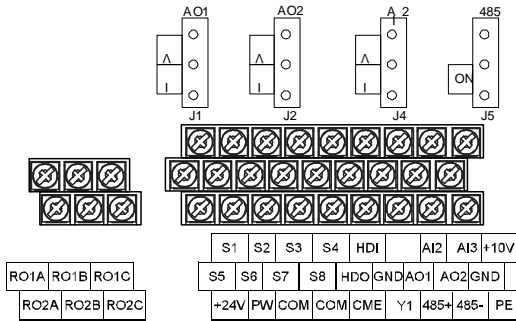 AO1 AO2 A 2 485
V V V
I I I ON
J1 J2 J4 J5
S1 S2 S3 S4 HDI AI2 AI3 +10V
RO1A RO1B RO1C S5 S6 S7 S8 HDO GND AO1 AO2 GND
RO2A RO2B RO2C +24V PW COM COM CME Y1 485+ 485- PE